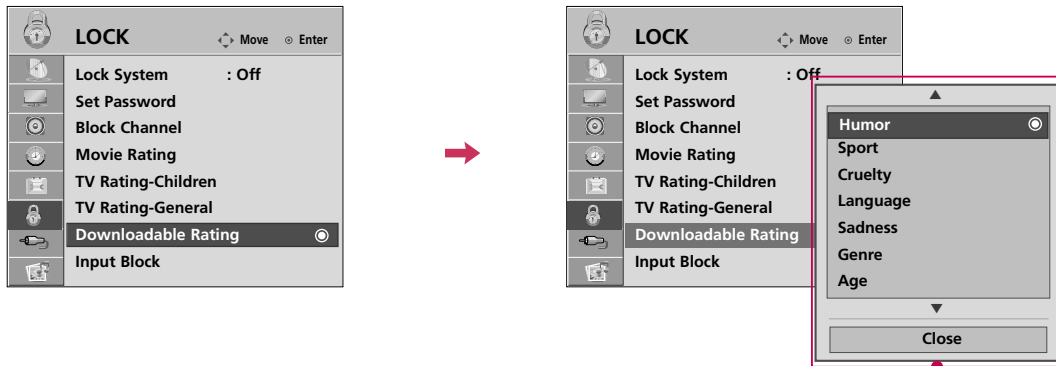 LOCK
Move Enter
Lock System : Off
Set Password
Block Channel
Movie Rating
TV Rating-Children
TV Rating-General
Downloadable Rating
Input Block
LOCK
Move Enter
Lock System : Off
Set Password
Block Channel
Movie Rating
TV Rating-Children
TV Rating-General
Downloadable Rating
Input Block
Humor
Sport
Cruelty
Language
Sadness
Genre
Age
Close